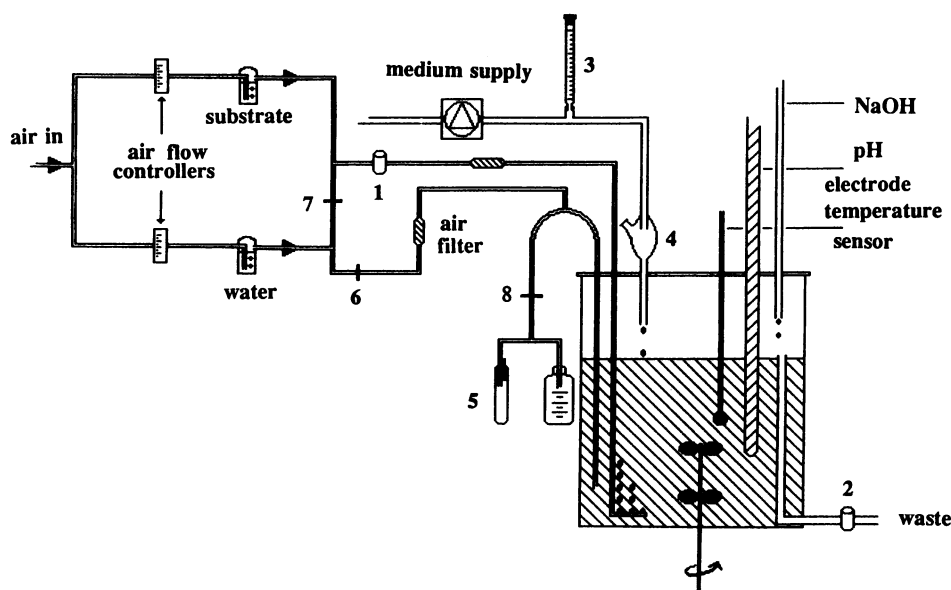 3
medium supply
NaOH
substrate
air in
air flow
controllers
pH
1
electrode
temperature
sensor
7
air
filter
4
water
6
8
5
2
waste